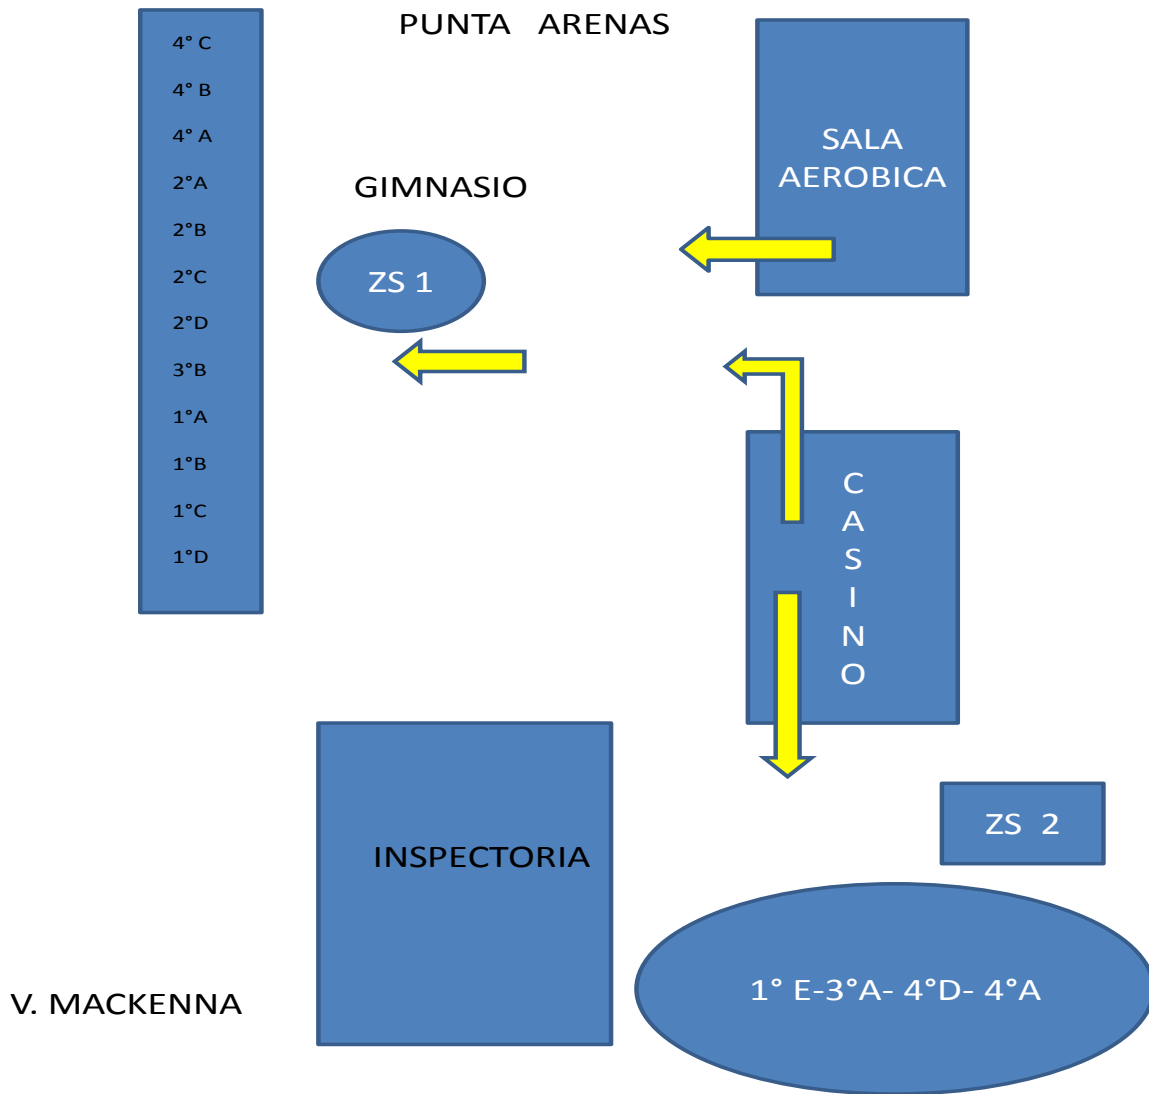 PUNTA ARENAS
4° C
4° B
4° A
2°A
2°B
2°C
2°D
3°B
1°A
1°B
1°C
1°D
GIMNASIO
ZS 1
SALA
AEROBICA
C
A
S
I
N
O
INSPECTORIA
ZS 2
1° E-3°A- 4°D- 4°A
V. MACKENNA